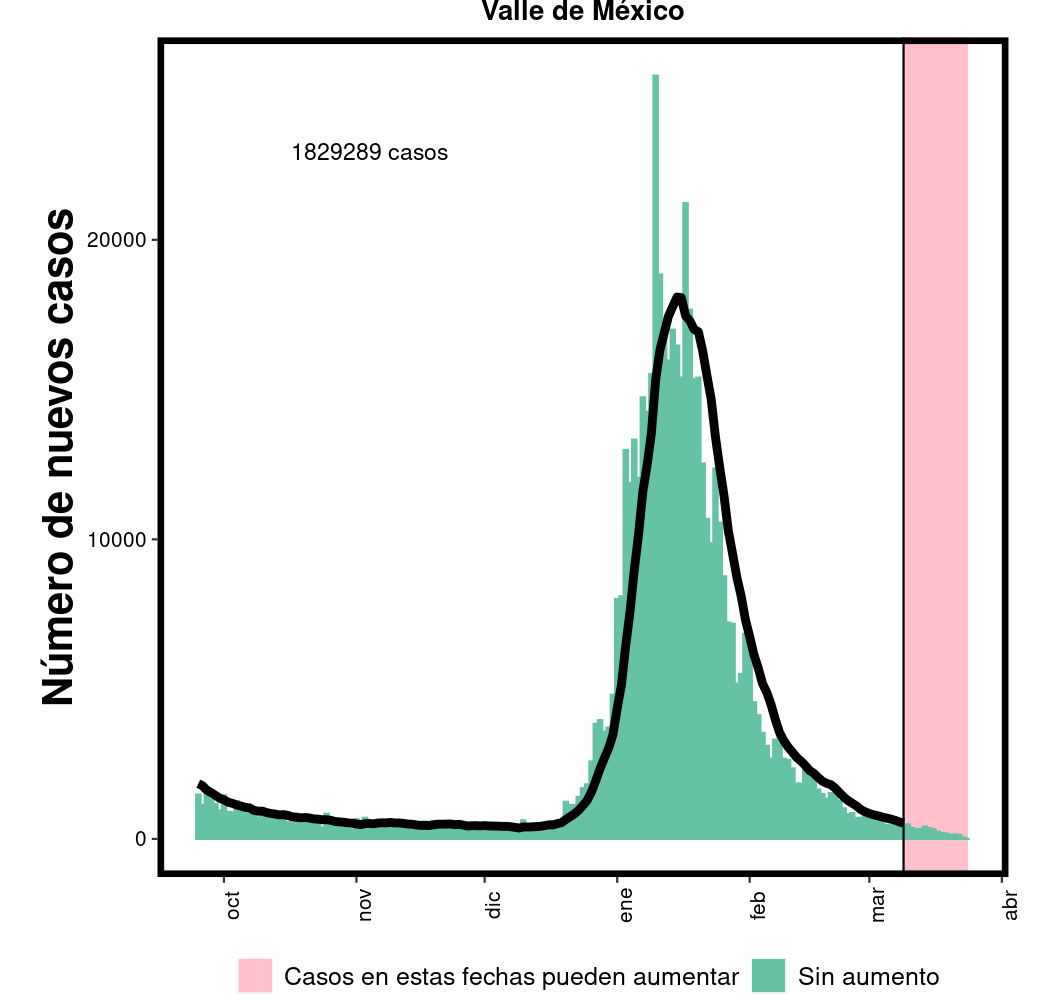 Valle de México
1829289 casos
Número de nuevos casos
20000
10000
0
oct
nov
dic
ene
feb
mar
abr
Casos en estas fechas pueden aumentar
Sin aumento